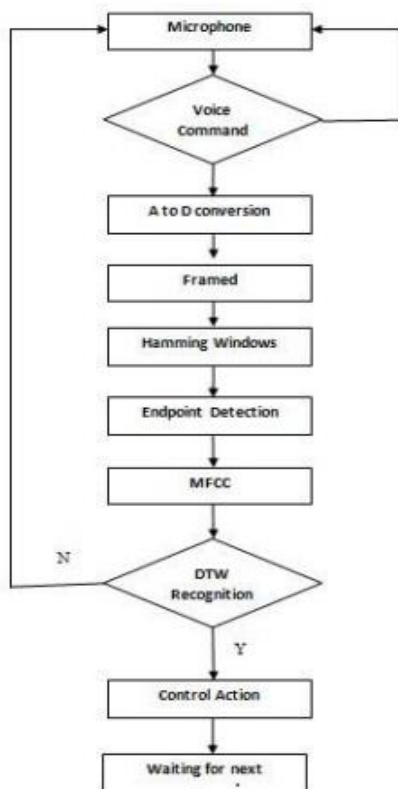 Microphone
Voice
Command
A to D conversion
Framed
Hamming Windows
Endpoint Detection
MFCC
N
DTW
Recognition
Y
Control Action
Waiting for next